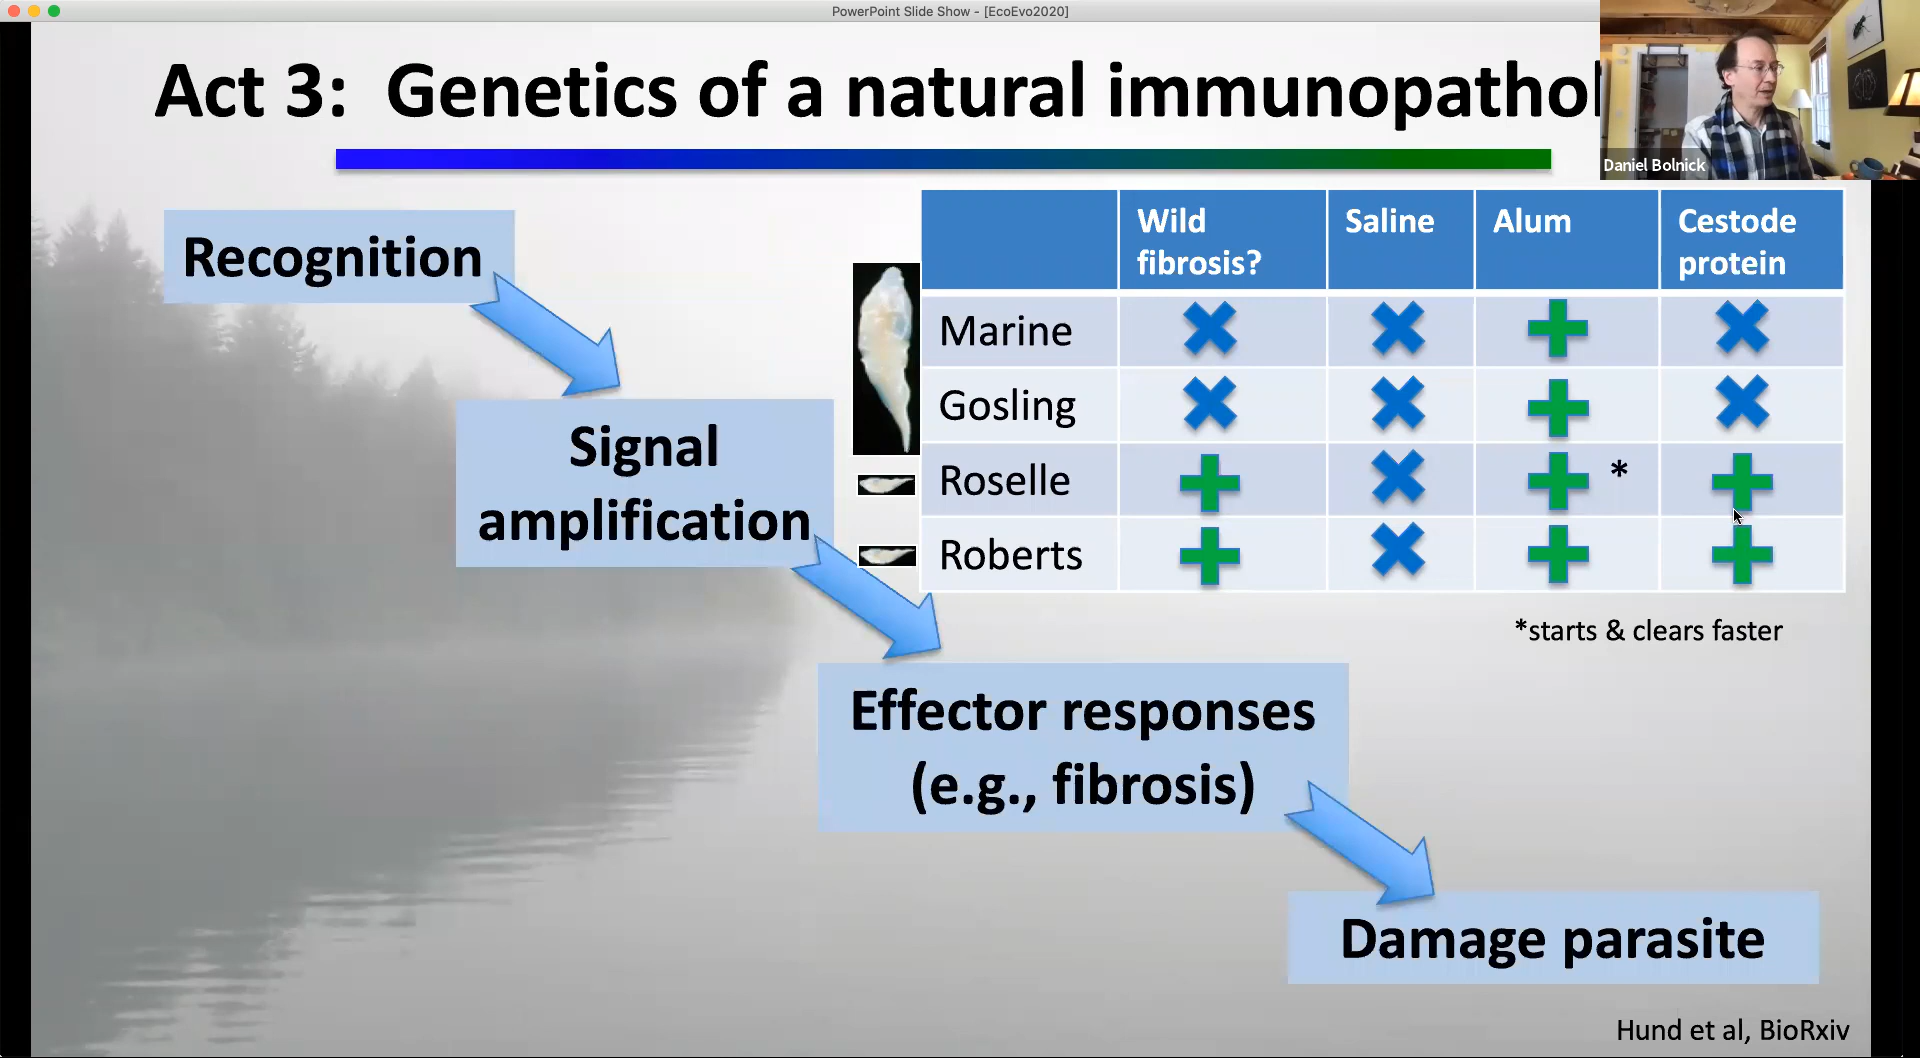 PowerPoint Slide Show - [EcoEvo2020]
Act 3: Genetics of a natural immunopathol
Daniel Bolnick
Recognition
Signal
amplification
Effector responses
(e.g., fibrosis)
Damage parasite
Wild fibrosis? Saline Alum Cestode protein
Marine
Gosling
Roselle *
Roberts
*starts & clears faster
Hund et al, BioRxiv